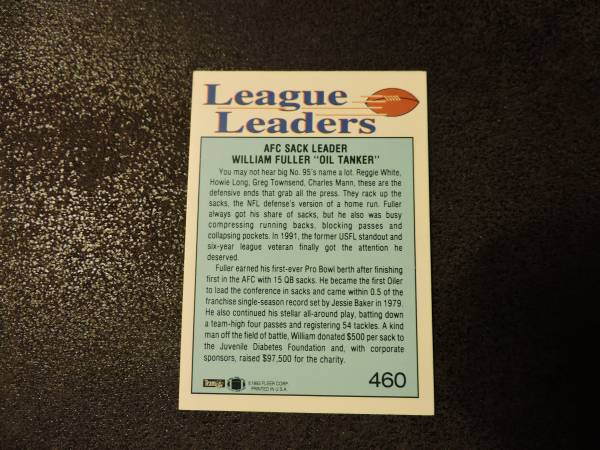 League
Leaders
AFC SACK LEADER
WILLIAM FULLER "OIL TANKER"
You may not hear big No. 95's name a lot. Reggie White,
Howie Long, Greg Townsend, Charles Mann, these are the
defensive ends that grab all the press. They rack up the
sacks, the NFL defense's version of a home run. Fuller
always got his share of sacks, but he also was busy
compressing running backs, blocking passes and
collapsing pockets. In 1991, the former USFL standout and
six-year league veteran finally got the attention he
deserved.
Fuller earned his first-ever Pro Bowl berth after finishing
first in the AFC with 15 QB sacks. He became the first Oiler
to lead the conference in sacks and came within 0.5 of the
franchise single-season record set by Jessie Baker in 1979.
He also continued his stellar all-around play, batting down
a team-high four passes and registering 54 tackles. A kind
man off the field of battle, William donated $500 per sack to
the Juvenile Diabetes Foundation and, with corporate
sponsors, raised $97,500 for the charity.
FLEER CORP.
PRINTED IN U.S.A.
460